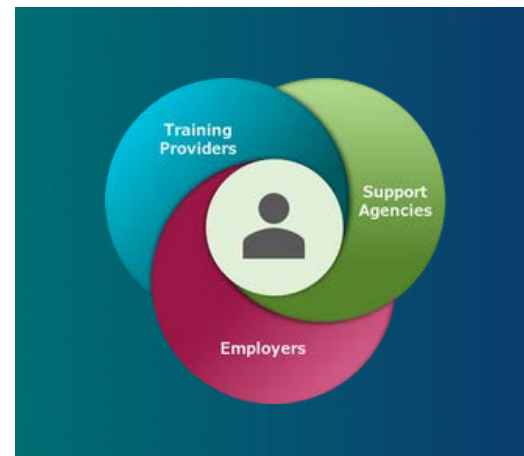 Training
Providers
Support
Agencies
Employers